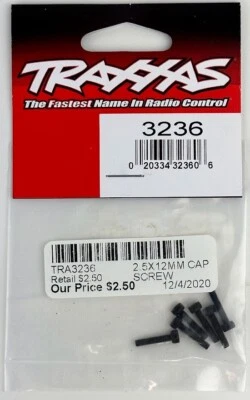 TRAXXAS
The Fastest Name In Radio Control
3236
0 20334 32360 6
TRA3236 2.5X12MM CAP
Retail $2.50 SCREW
Our Price $2.50 12/4/2020